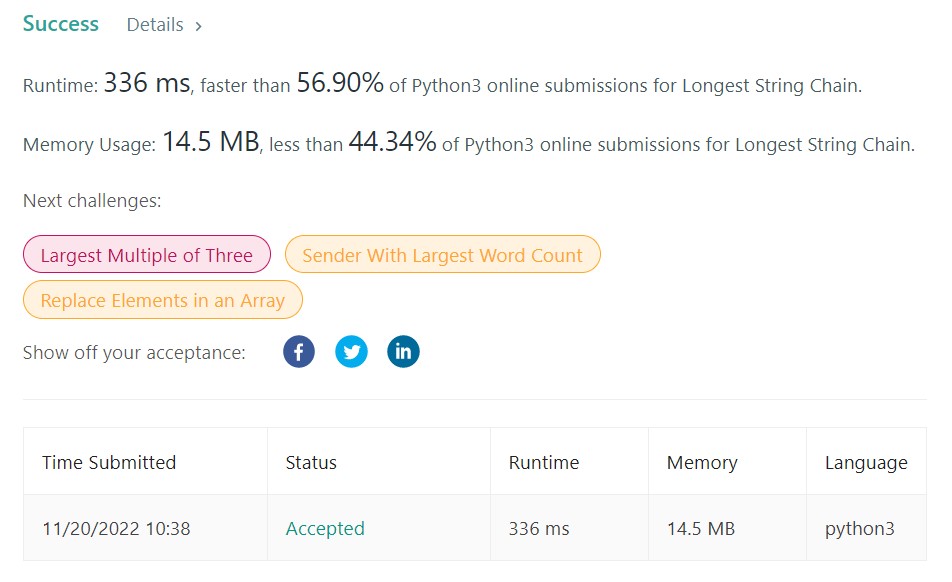 Success Details >
Runtime: 336 ms, faster than 56.90% of Python3 online submissions for Longest String Chain.
Memory Usage: 14.5 MB, less than 44.34% of Python3 online submissions for Longest String Chain.
Next challenges:
Largest Multiple of Three Sender With Largest Word Count
Replace Elements in an Array
Show off your acceptance: f in
Time Submitted Status Runtime Memory Language
11/20/2022 10:38 Accepted 336 ms 14.5 MB python3